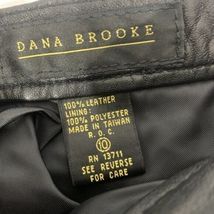 DANA BROOKE
100% LEATHER
LINING:
100% POLYESTER
MADE IN TAIWAN
R. O. C.
10
RN 13711
SEE REVERSE
FOR CARE